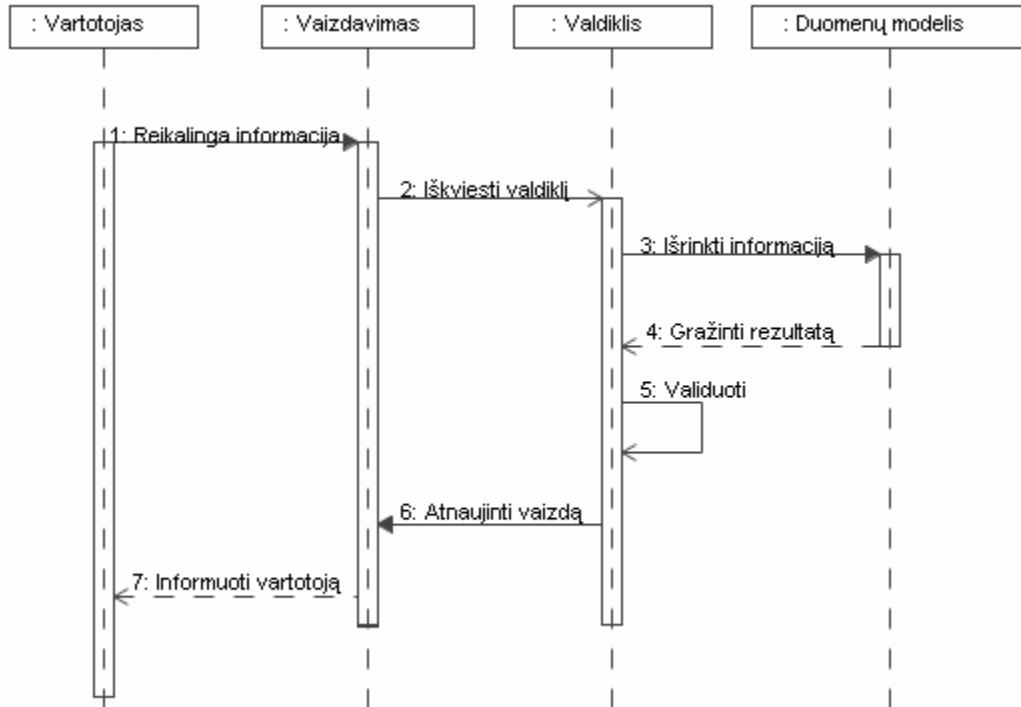 : Vartotojas
: Vaizdavimas
: Valdiklis
: Duomenų modelis
1: Reikalinga informacija
2: Iškviesti valdiklį
3: Išrinkti informaciją
4: Gražinti rezultatą
5: Validuoti
6: Atnaujinti vaizdą
7: Informuoti vartotoją